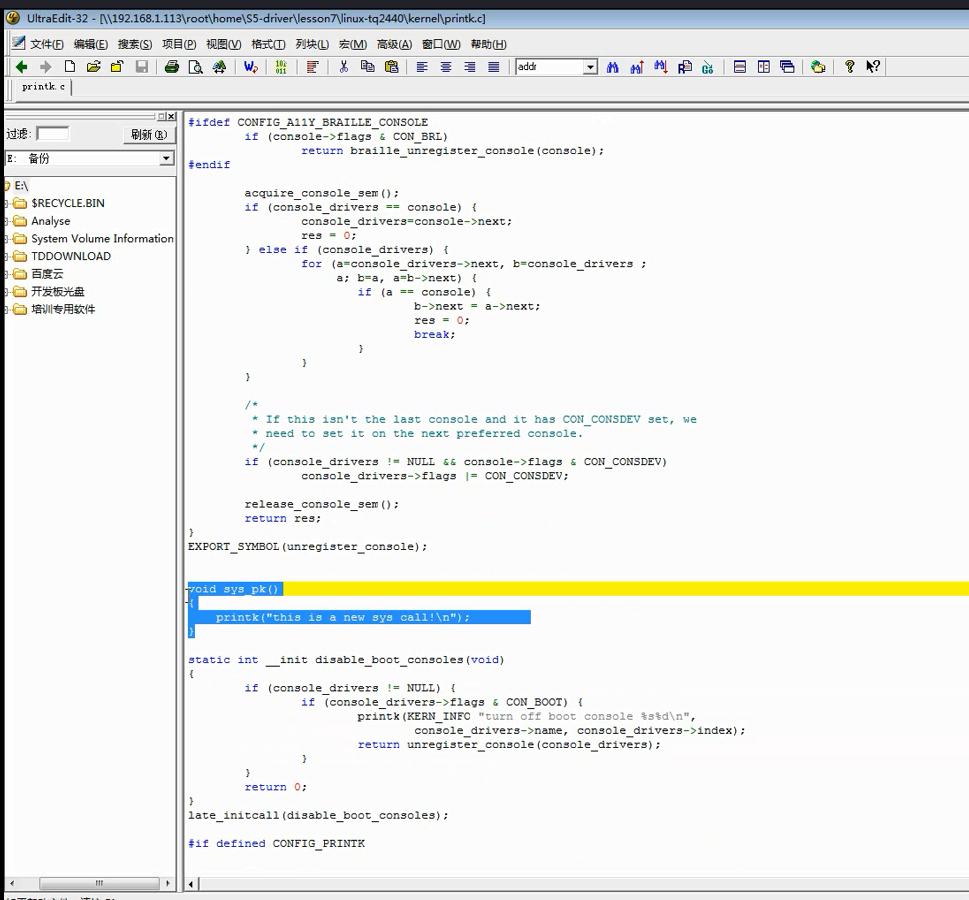 UltraEdit-32 - [\\192.168.1.113\root\home\S5-driver\lesson7\linux-tq2440\kernel\printk.c]
文件(F) 编辑(E) 搜索(S) 项目(P) 视图(V) 格式(T) 列块(L) 宏(M) 高级(A) 窗口(W) 帮助(H)
addr
printk.c
过滤:
刷新(R)
E: 备份
E:\
$RECYCLE.BIN
Analyse
System Volume Information
TDDOWNLOAD
百度云
开发板光盘
培训专用软件
#ifdef CONFIG_A11Y_BRAILLE_CONSOLE
if (console->flags & CON_BRL)
return braille_unregister_console(console);
#endif
acquire_console_sem();
if (console_drivers == console) {
console_drivers=console->next;
res = 0;
} else if (console_drivers) {
for (a=console_drivers->next, b=console_drivers ;
a; b=a, a=b->next) {
if (a == console) {
b->next = a->next;
res = 0;
break;
}
}
}
/*
* If this isn't the last console and it has CON_CONSDEV set, we
* need to set it on the next preferred console.
*/
if (console_drivers != NULL && console->flags & CON_CONSDEV)
console_drivers->flags |= CON_CONSDEV;
release_console_sem();
return res;
}
EXPORT_SYMBOL(unregister_console);
void sys_pk()
{
printk("this is a new sys call!\n");
}
static int __init disable_boot_consoles(void)
{
if (console_drivers != NULL) {
if (console_drivers->flags & CON_BOOT) {
printk(KERN_INFO "turn off boot console %s%d\n",
console_drivers->name, console_drivers->index);
return unregister_console(console_drivers);
}
}
return 0;
}
late_initcall(disable_boot_consoles);
#if defined CONFIG_PRINTK